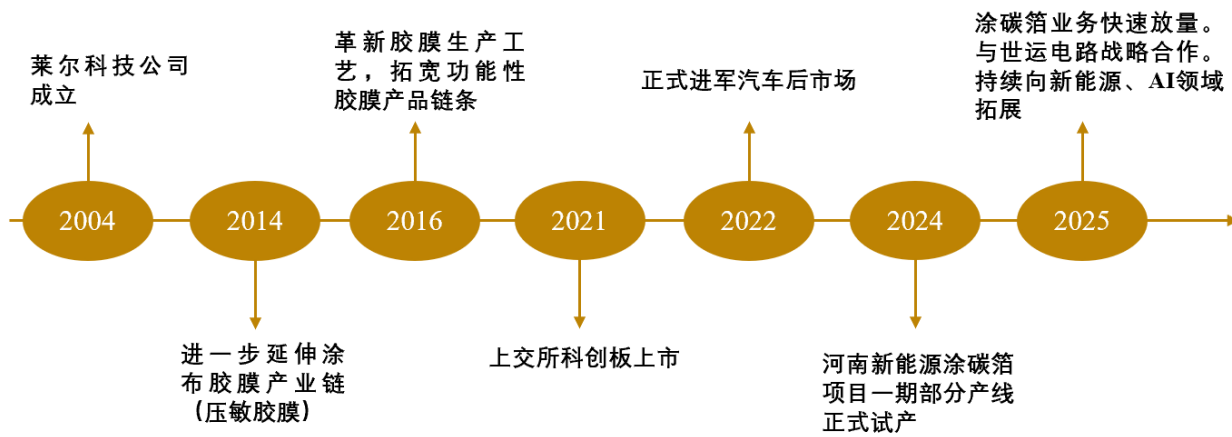 莱尔科技公司
成立
2004
进一步延伸涂
布胶膜产业链
（压敏胶膜）
2014
革新胶膜生产工
艺，拓宽功能性
胶膜产品链条
2016
上交所科创板上市
2021
正式进军汽车后市场
2022
河南新能源涂碳箔
项目一期部分产线
正式试产
2024
涂碳箔业务快速放量。
与世运电路战略合作。
持续向新能源、AI领域
拓展
2025